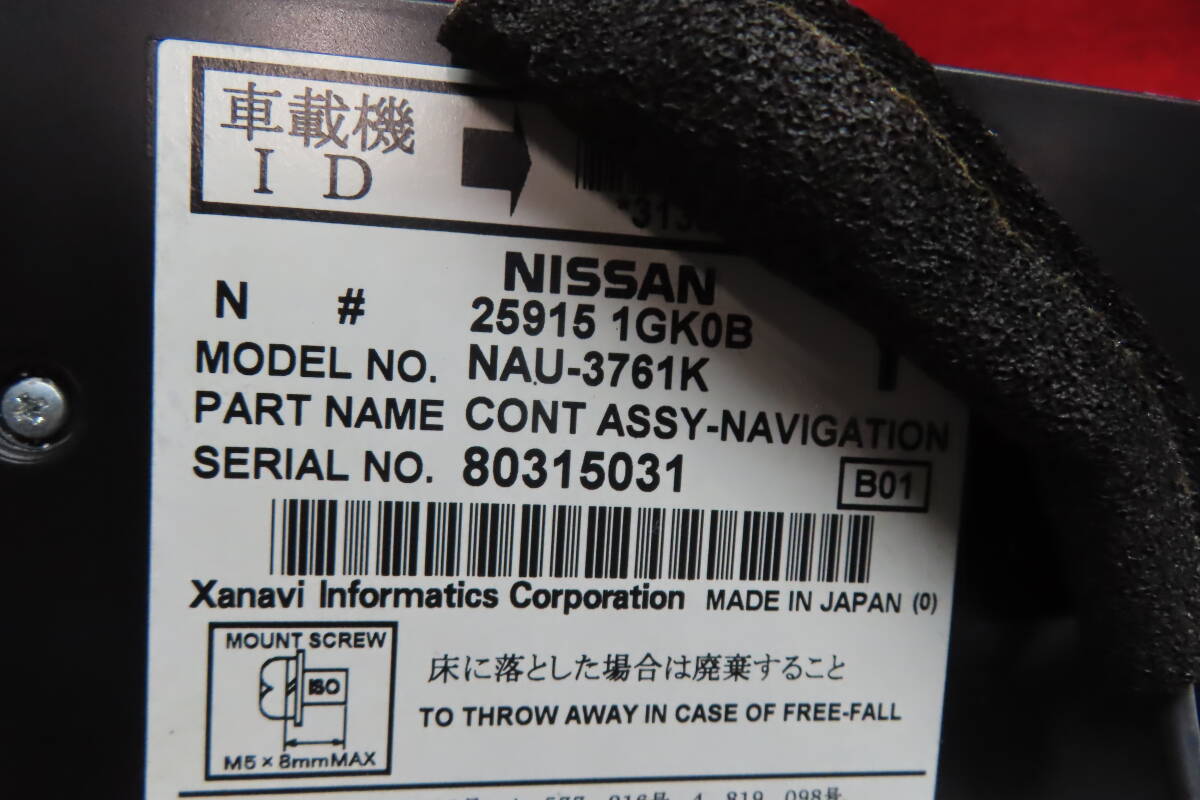 車載機
ID
NISSAN
N # 25915 1GK0B
MODEL NO. NAU-3761K
PART NAME CONT ASSY-NAVIGATION
SERIAL NO. 80315031
B01
Xanavi Informatics Corporation MADE IN JAPAN (0)
MOUNT SCREW
ISO
M5×8mmMAX
床に落とした場合は廃棄すること
TO THROW AWAY IN CASE OF FREE-FALL